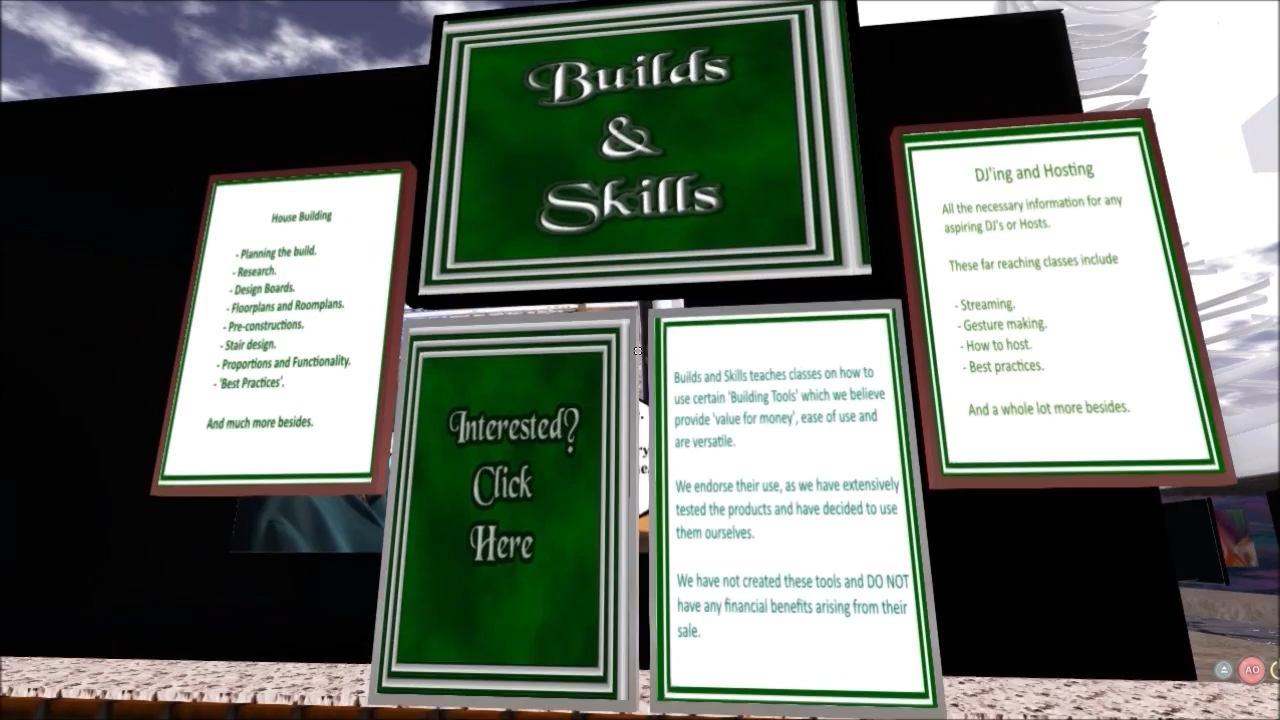 Builds
&
Skills
House Building
- Planning the build.
- Research.
- Design Boards.
- Floorplans and Roomplans.
- Pre-constructions.
- Stair design.
- Proportions and Functionality.
- 'Best Practices'.
And much more besides.
Interested?
Click
Here
Builds and Skills teaches classes on how to
use certain 'Building Tools' which we believe
provide 'value for money', ease of use and
are versatile.
We endorse their use, as we have extensively
tested the products and have decided to use
them ourselves.
We have not created these tools and DO NOT
have any financial benefits arising from their
sale.
DJ'ing and Hosting
All the necessary information for any
aspiring DJ's or Hosts.
These far reaching classes include
- Streaming.
- Gesture making.
- How to host.
- Best practices.
And a whole lot more besides.
AO